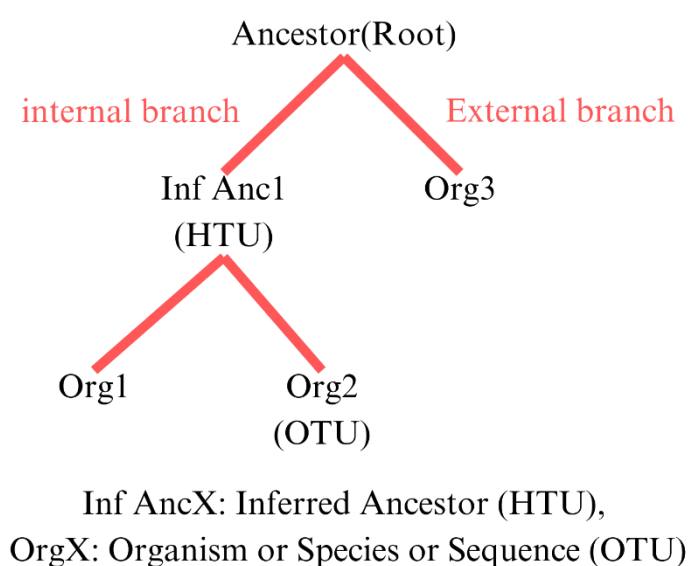 Ancestor(Root)
internal branch
External branch
Inf Anc1
(HTU)
Org3
Org1
Org2
(OTU)
Inf AncX: Inferred Ancestor (HTU),
OrgX: Organism or Species or Sequence (OTU)